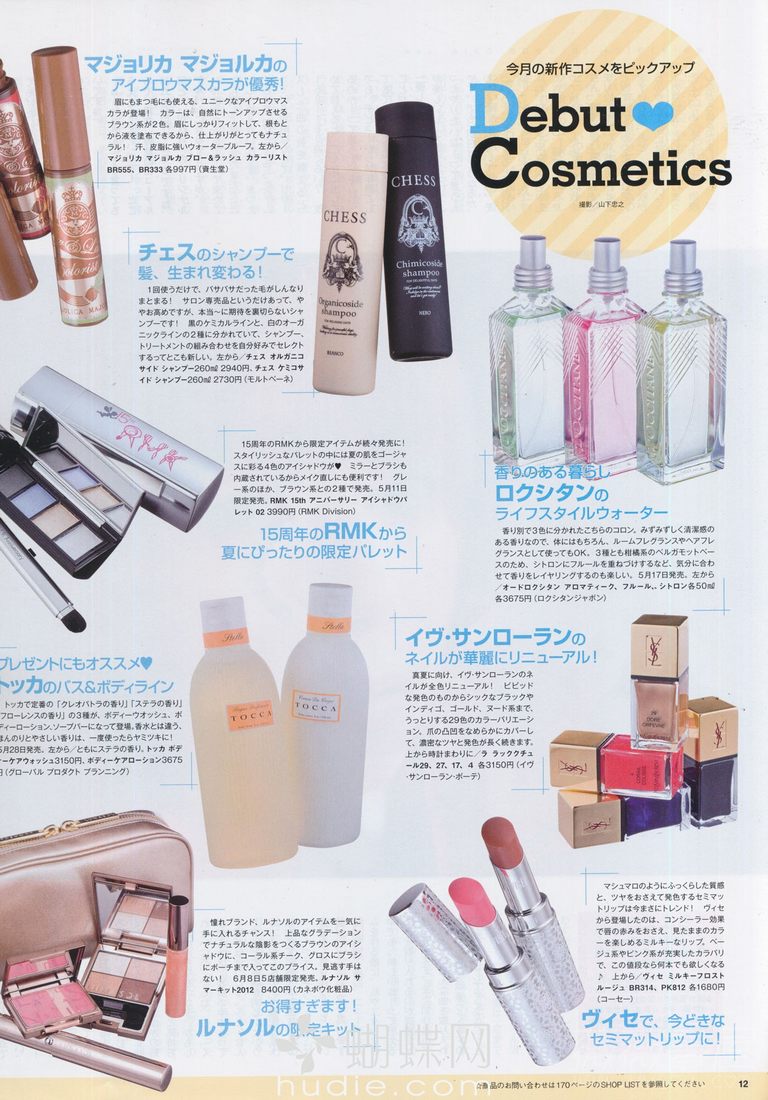 今月の新作コスメをピックアップ
Debut
Cosmetics
撮影／山下忠之
マジョリカ マジョルカの
アイブロウマスカラが優秀!
眉にもまつ毛にも使える、ユニークなアイブロウマス
カラが登場! カラーは、自然にトーンアップさせる
ブラウン系が2色。眉にしっかりフィットして、根もと
から液を塗布できるから、仕上がりがとってもナチュ
ラル! 汗、皮脂に強いウォータープルーフ。左から／
マジョリカ マジョルカ ブロー&ラッシュ カラーリスト
BR555、BR333 各997円（資生堂）
チェスのシャンプーで
髪、生まれ変わる!
1回使うだけで、パサパサだった毛がしんなり
まとまる! サロン専売品というだけあって、や
やお高めですが、本当〜に期待を裏切らないシャ
ンプーです! 黒のケミカルラインと、白のオーガ
ニックラインの2種に分かれていて、シャンプー、
トリートメントの組み合わせを自分好みでセレクト
するってとこも新しい。左から／チェス オルガニコ
サイド シャンプー260㎖ 2940円、チェス ケミコサ
イド シャンプー260㎖ 2730円（モルトベーネ）
CHESS
Organicoside
shampoo
BIANCO
CHESS
Chimicoside
shampoo
NERO
L'OCCITANE
香りのある暮らし
ロクシタンの
ライフスタイルウォーター
香り別で3色に分かれたこちらのコロン。みずみずしく清潔感の
ある香りなので、体にはもちろん、ルームフレグランスやヘアフレ
グランスとして使ってもOK。3種とも柑橘系のベルガモットベー
スのため、シトロンにフルールを重ねづけするなど、気分に合わ
せて香りをレイヤリングするのも楽しい。5月17日発売。左から
／オードロクシタン アロマティーク、フルール、シトロン各50㎖
各3675円（ロクシタンジャポン）
15周年のRMKから限定アイテムが続々発売に!
スタイリッシュなパレットの中には夏の肌をゴージャ
スに彩る4色のアイシャドウが♥ ミラーとブラシも
内蔵されているからメイク直しにも便利です! グレ
ー系のほか、ブラウン系との2種で発売。5月11日
限定発売。RMK 15th アニバーサリー アイシャドウパ
レット 02 3990円（RMK Division）
15周年のRMKから
夏にぴったりの限定パレット
プレゼントにもオススメ♥
トッカのバス&ボディライン
トッカで定番の「クレオパトラの香り」「ステラの香り」
「フローレンスの香り」の3種が、ボディーウオッシュ、ボ
ディーローション、ソープバーになって登場。香水とは違う、
ほんのりとやさしい香りは、一度使ったらヤミツキに!
5月28日発売。左から／ともにステラの香り。トッカ ボデ
ィーケアウォッシュ3150円、ボディーケアローション3675
円（グローバル プロダクト プランニング）
Stella
TOCCA
Stella
TOCCA
イヴ・サンローランの
ネイルが華麗にリニューアル!
真夏に向け、イヴ・サンローランのネ
イルが全色リニューアル! ビビッド
な発色のものからシックなブラックや
インディゴ、ゴールド、ヌード系まで、
うっとりする29色のカラーバリエーシ
ョン。爪の凸凹をなめらかにカバーし
て、濃密なツヤと発色が長く続きます。
上から時計まわりに／ラ ラッククチュ
ール29、27、17、4 各3150円（イヴ
・サンローラン・ボーテ）
憧れブランド、ルナソルのアイテムを一気に
手に入れるチャンス! 上品なグラデーション
でナチュラルな陰影をつくるブラウンのアイシ
ャドウに、コーラル系チーク、グロスにブラシ
にポーチまで入ってこのプライス。見逃す手は
ない! 6月8日5店舗限定発売。ルナソル サ
マーキット2012 8400円（カネボウ化粧品）
お得すぎます!
ルナソルの限定キット
マシュマロのようにふっくらした質感
と、ツヤをおさえて発色するセミマッ
トリップは今まさにトレンド! ヴィセ
から登場したのは、コンシーラー効果
で唇の赤みをおさえ、見たままのカラ
ーを楽しめるミルキーなリップ。ベー
ジュ系やピンク系が充実したカラバリ
で、この値段なら何本でも欲しくなる
♪ 上から／ヴィセ ミルキーフロスト
ルージュ BR314、PK812 各1680円
（コーセー）
ヴィセで、今どきな
セミマットリップに!
蝴蝶网
hudie.com
☆商品のお問い合わせは170ページのSHOP LISTを参照してください
12